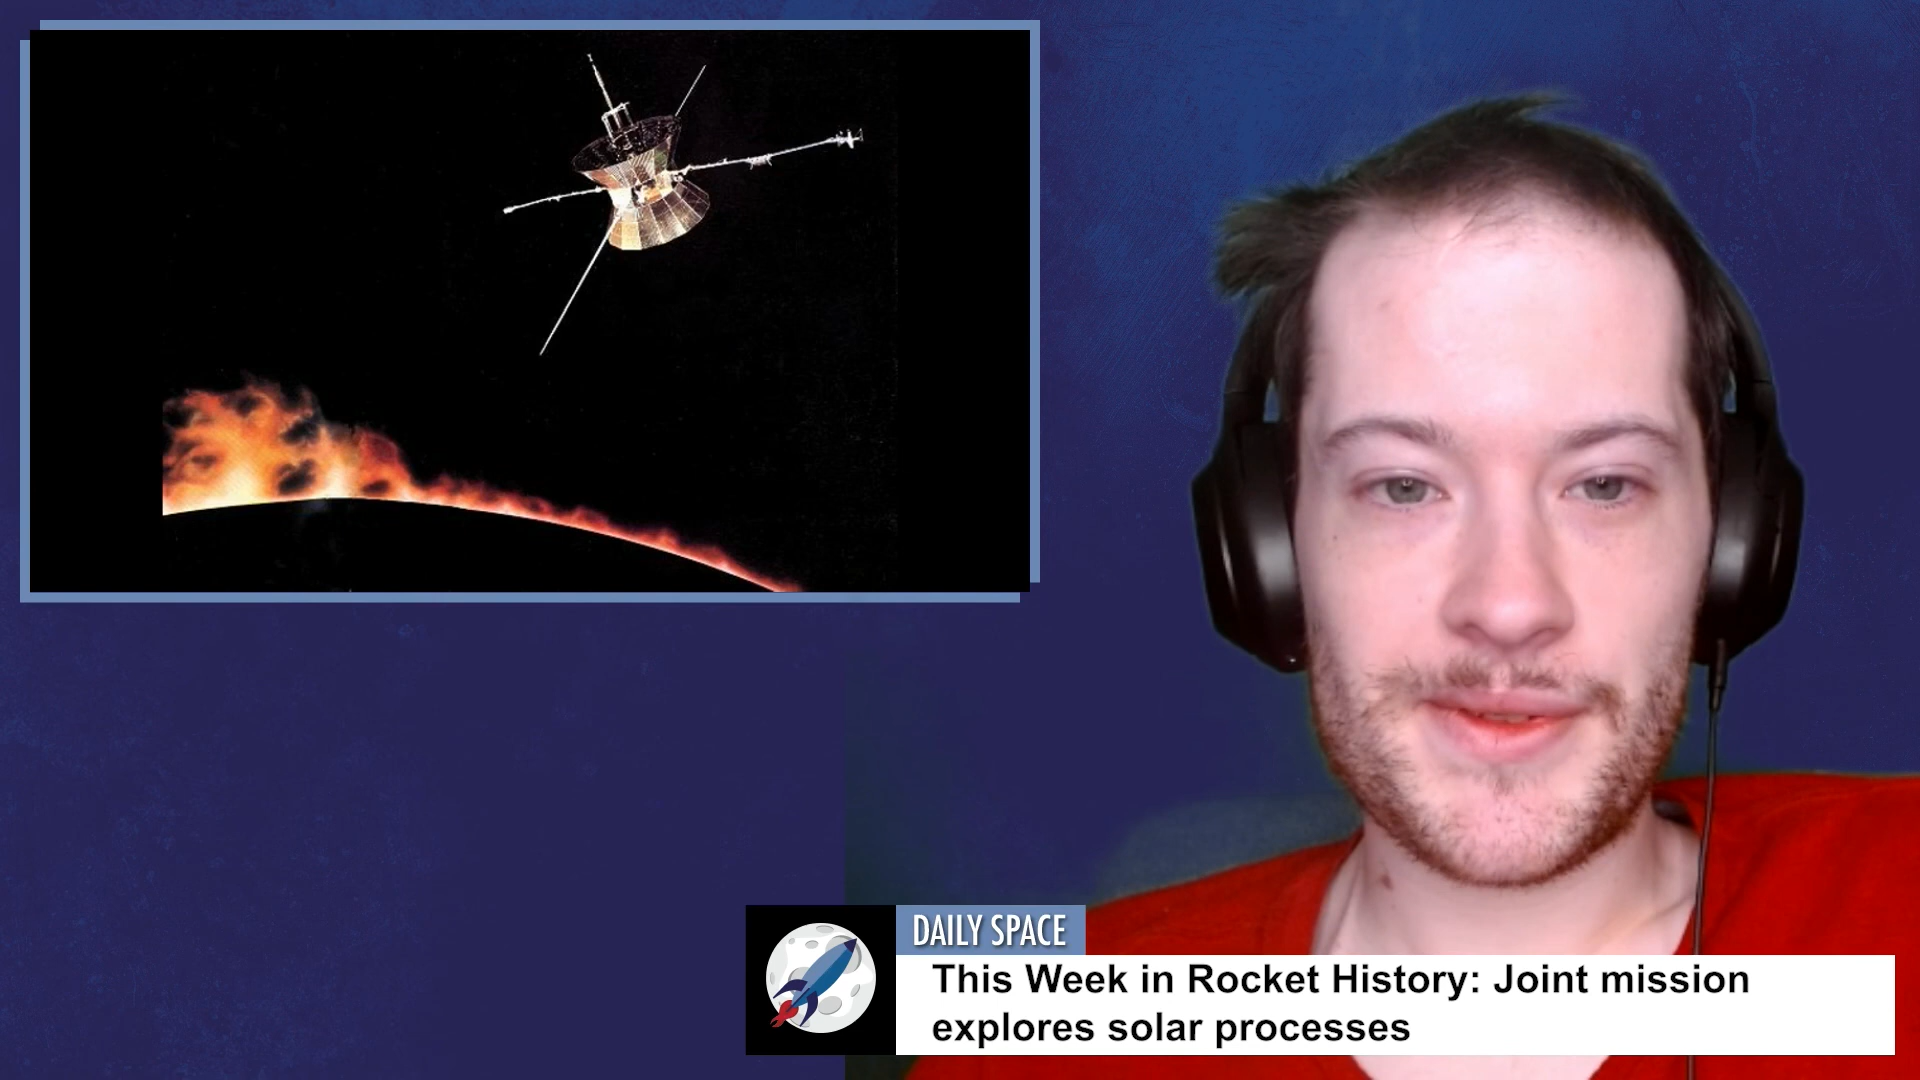 DAILY SPACE
This Week in Rocket History: Joint mission
explores solar processes